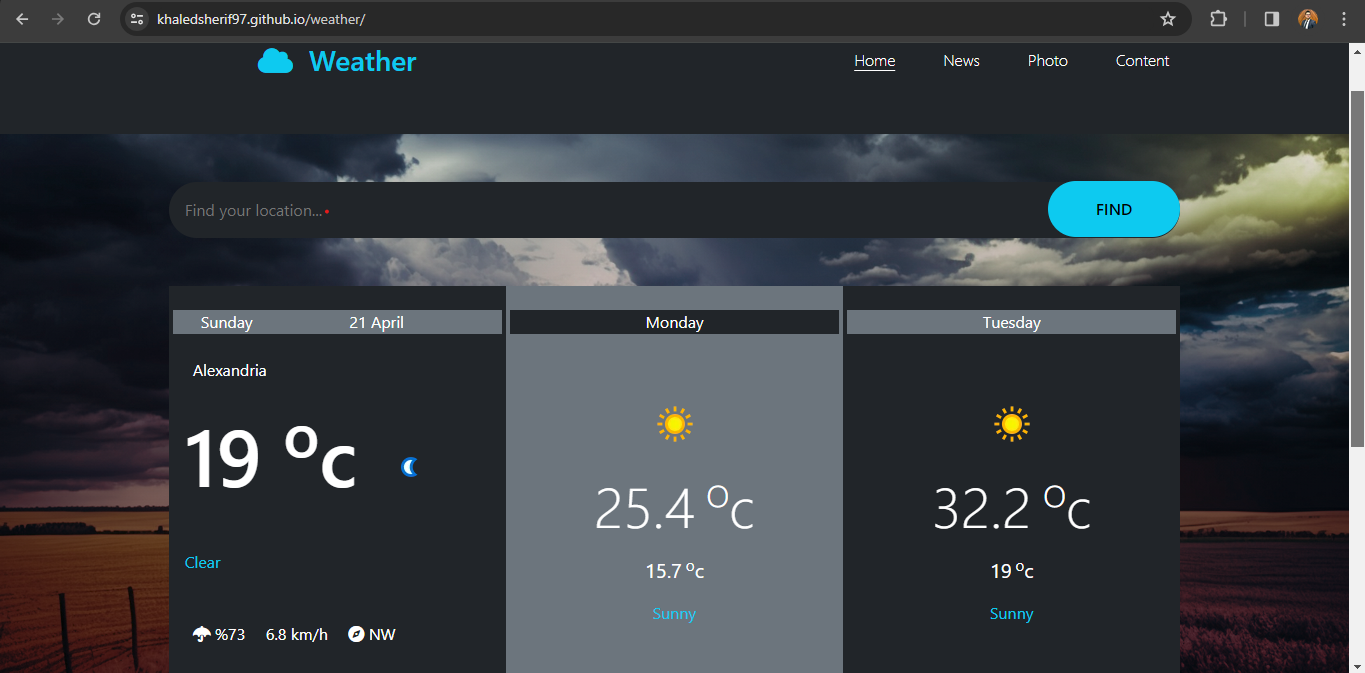 khaledsherif97.github.io/weather/
Weather
Home News Photo Content
Find your location...
FIND
Sunday 21 April
Alexandria
19 °c
Clear
%73 6.8 km/h NW
Monday
25.4 °c
15.7 °c
Sunny
Tuesday
32.2 °c
19 °c
Sunny